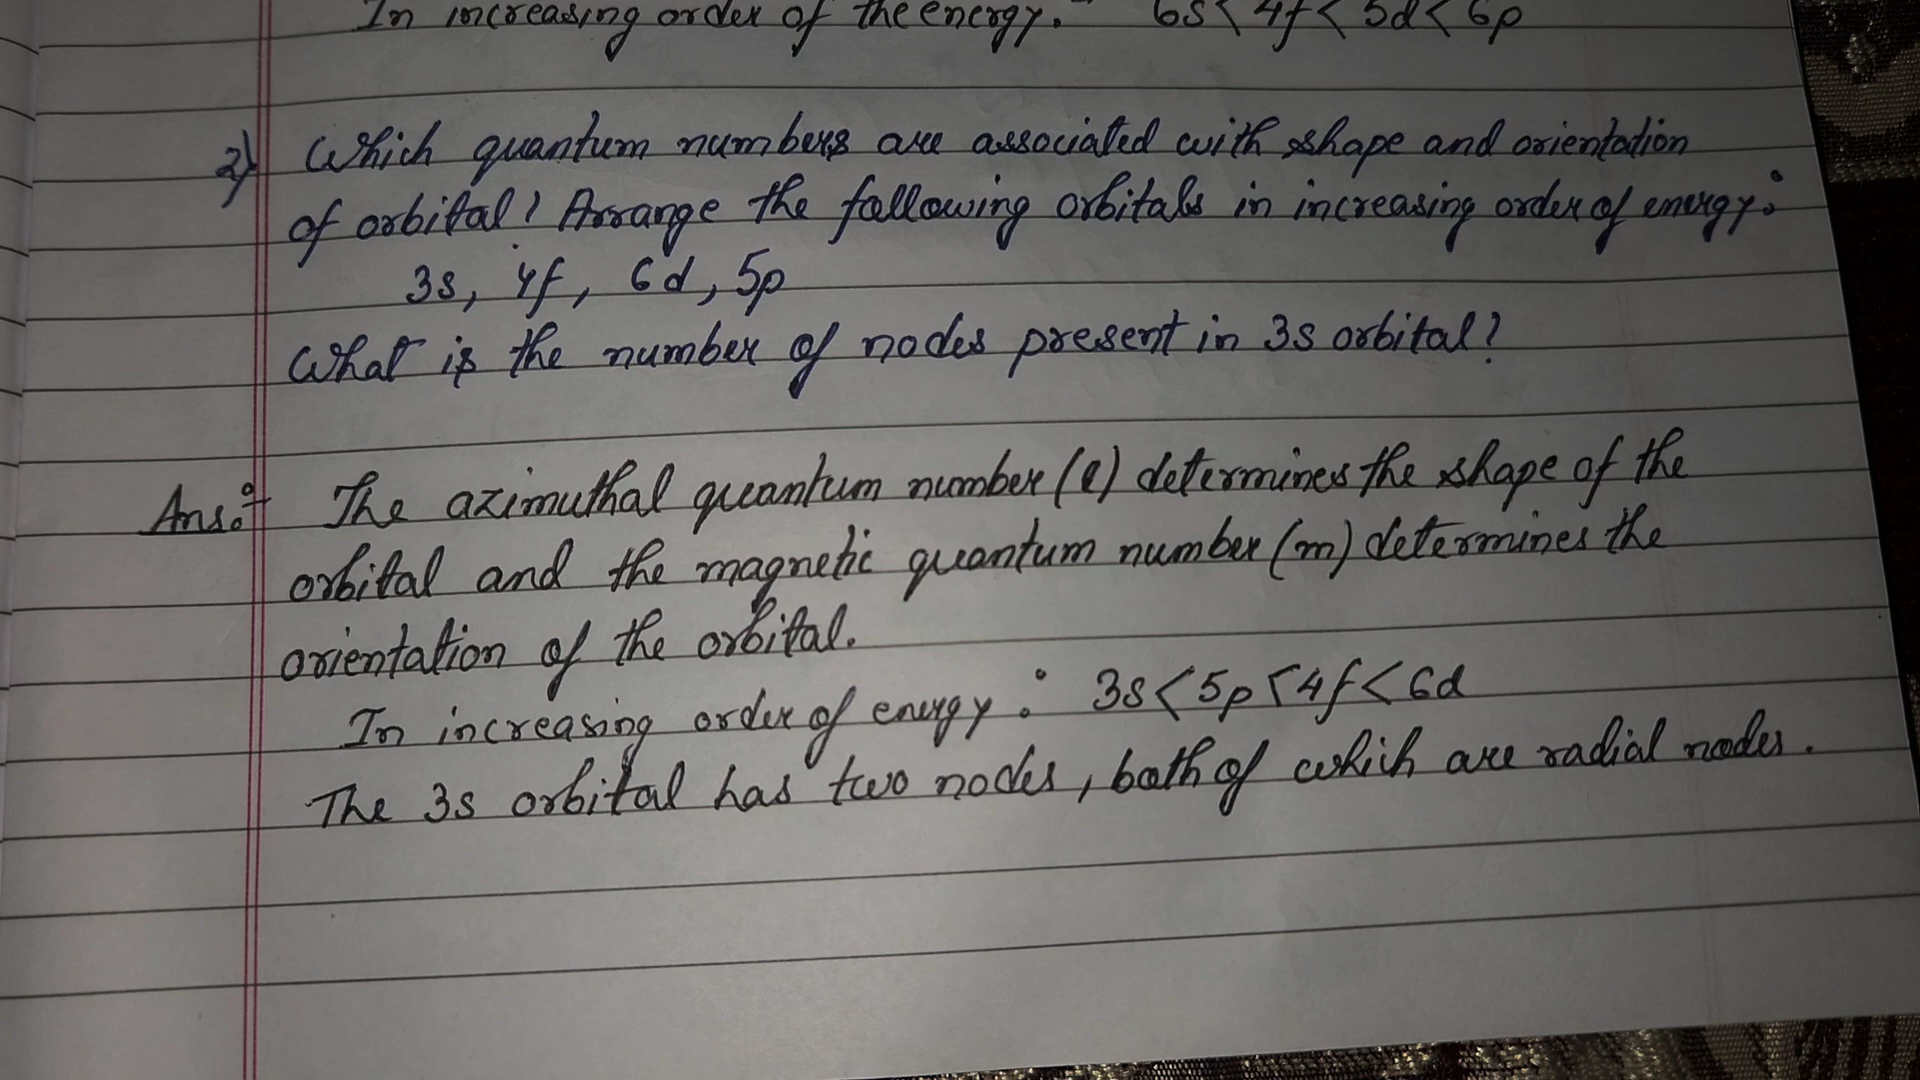 In increasing order of the energy. 6s < 4f < 5d < 6p
2) Which quantum numbers are associated with shape and orientation
of orbital? Arrange the following orbitals in increasing order of energy:
3s, 4f, 6d, 5p
What is the number of nodes present in 3s orbital?
Ans: The azimuthal quantum number (l) determines the shape of the
orbital and the magnetic quantum number (m) determines the
orientation of the orbital.
In increasing order of energy: 3s < 5p < 4f < 6d
The 3s orbital has two nodes, both of which are radial nodes.